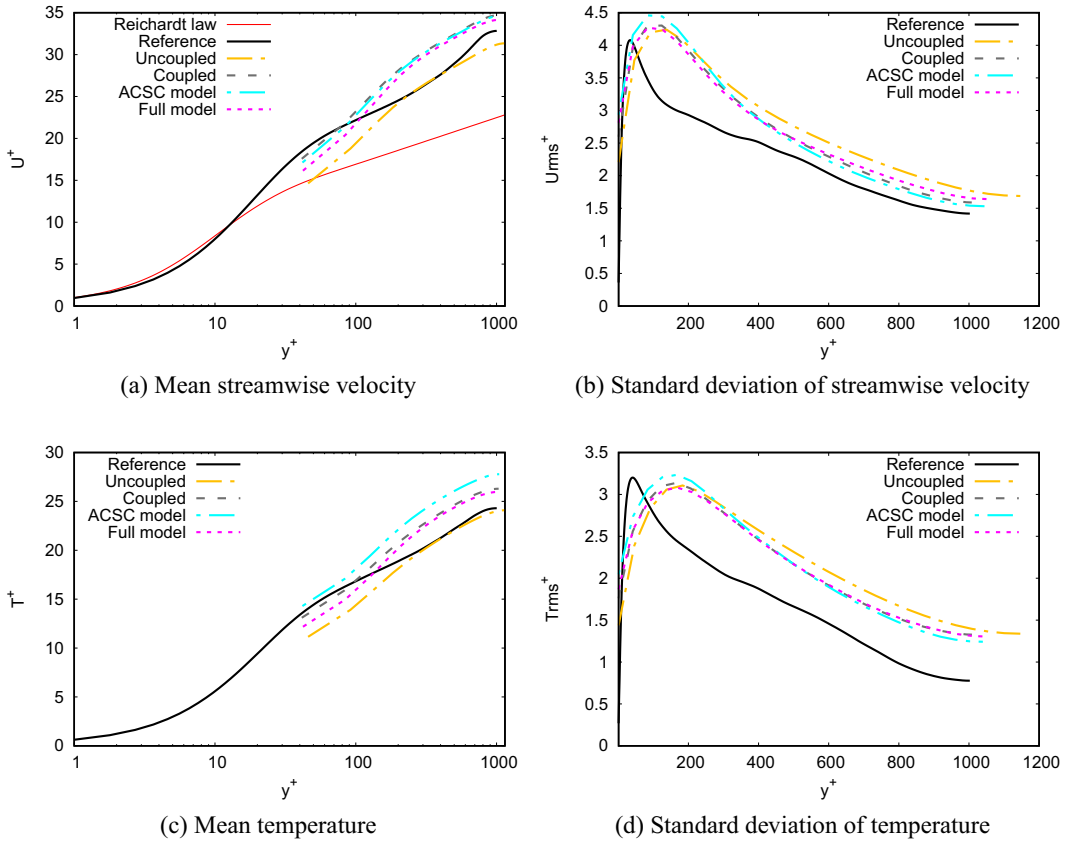 35
30
25
20
15
10
5
0
U+
Reichardt law
Reference
Uncoupled
Coupled
ACSC model
Full model
1
10
100
1000
y+
(a) Mean streamwise velocity
4.5
4
3.5
3
2.5
2
1.5
1
0.5
0
Urms+
Reference
Uncoupled
Coupled
ACSC model
Full model
200
400
600
800
1000
1200
y+
(b) Standard deviation of streamwise velocity
30
25
20
15
10
5
0
T+
Reference
Uncoupled
Coupled
ACSC model
Full model
1
10
100
1000
y+
(c) Mean temperature
3.5
3
2.5
2
1.5
1
0.5
0
Trms+
Reference
Uncoupled
Coupled
ACSC model
Full model
200
400
600
800
1000
1200
y+
(d) Standard deviation of temperature